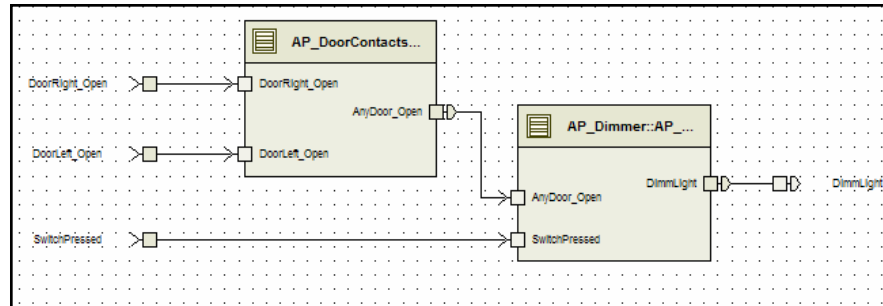 AP_DoorContacts...
DoorRight_Open
DoorRight_Open
AnyDoor_Open
DoorLeft_Open
DoorLeft_Open
AP_Dimmer::AP_...
DimmLight
DimmLight
AnyDoor_Open
SwitchPressed
SwitchPressed